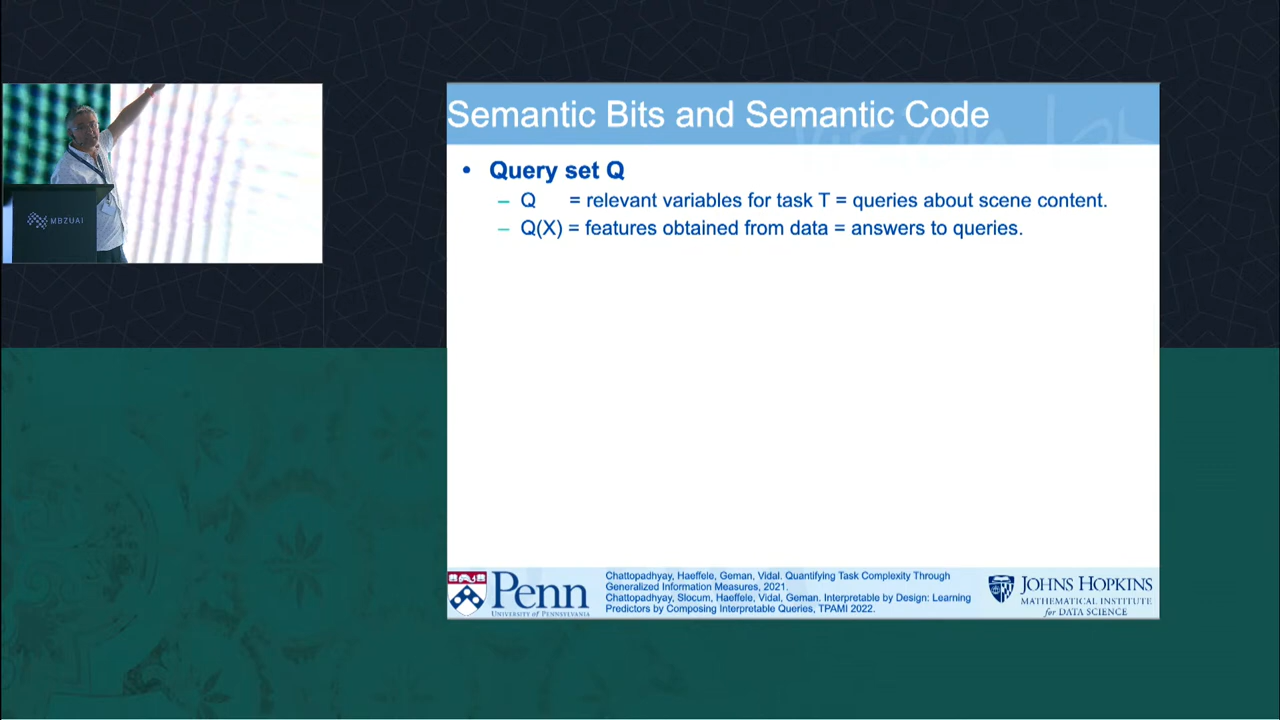 MBZUAI
Semantic Bits and Semantic Code
• Query set Q
– Q = relevant variables for task T = queries about scene content.
– Q(X) = features obtained from data = answers to queries.
Penn
UNIVERSITY OF PENNSYLVANIA
Chattopadhyay, Haeffele, Geman, Vidal. Quantifying Task Complexity Through
Generalized Information Measures, 2021.
Chattopadhyay, Slocum, Haeffele, Vidal, Geman. Interpretable by Design: Learning
Predictors by Composing Interpretable Queries, TPAMI 2022.
JOHNS HOPKINS
MATHEMATICAL INSTITUTE
for DATA SCIENCE